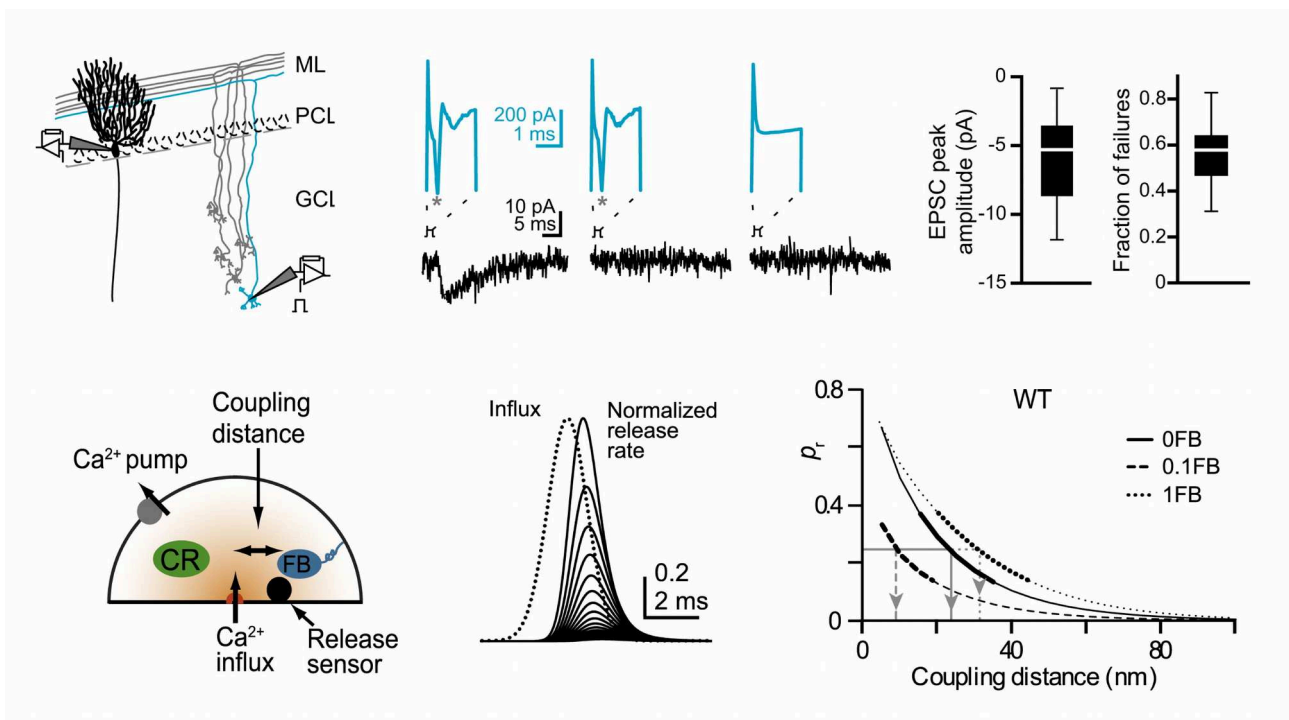 ML
PCL
GCL
200 pA
1 ms
*
*
10 pA
5 ms
EPSC peak
amplitude (pA)
0
-5
-10
-15
Fraction of failures
0.8
0.6
0.4
0.2
0
Coupling
distance
Ca²⁺ pump
CR
FB
Ca²⁺
influx
Release
sensor
Influx
Normalized
release
rate
0.2
2 ms
WT
pr
0.8
0.4
0
0FB
0.1FB
1FB
0 40 80
Coupling distance (nm)